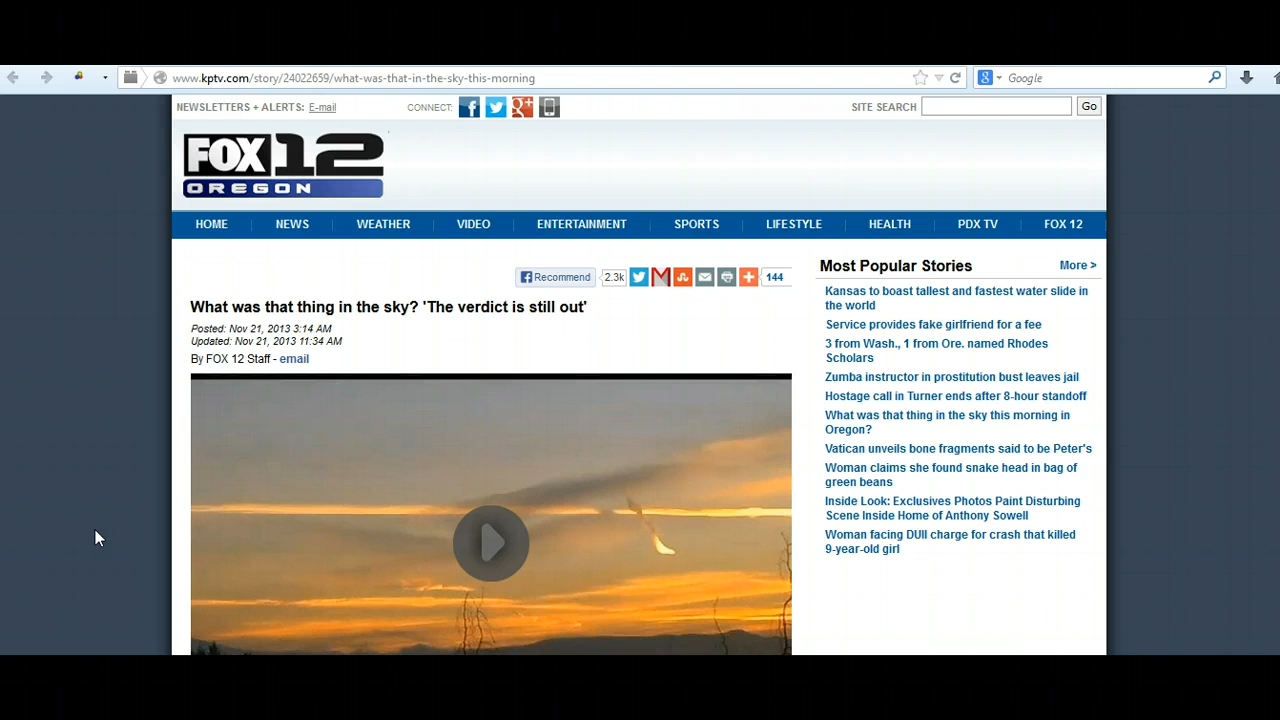 www.kptv.com/story/24022659/what-was-that-in-the-sky-this-morning
Google
NEWSLETTERS + ALERTS: E-mail
CONNECT:
SITE SEARCH
Go
FOX 12
OREGON
HOME
NEWS
WEATHER
VIDEO
ENTERTAINMENT
SPORTS
LIFESTYLE
HEALTH
PDX TV
FOX 12
Recommend
2.3k
144
What was that thing in the sky? 'The verdict is still out'
Posted: Nov 21, 2013 3:14 AM
Updated: Nov 21, 2013 11:34 AM
By FOX 12 Staff - email
Most Popular Stories
More >
Kansas to boast tallest and fastest water slide in
the world
Service provides fake girlfriend for a fee
3 from Wash., 1 from Ore. named Rhodes
Scholars
Zumba instructor in prostitution bust leaves jail
Hostage call in Turner ends after 8-hour standoff
What was that thing in the sky this morning in
Oregon?
Vatican unveils bone fragments said to be Peter's
Woman claims she found snake head in bag of
green beans
Inside Look: Exclusives Photos Paint Disturbing
Scene Inside Home of Anthony Sowell
Woman facing DUII charge for crash that killed
9-year-old girl